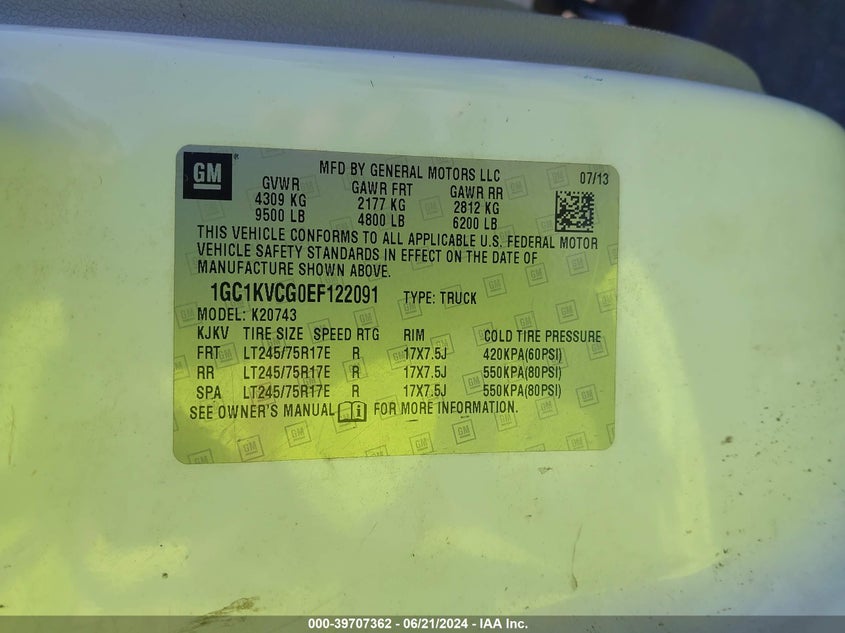 GM
MFD BY GENERAL MOTORS LLC
07/13
GVWR GAWR FRT GAWR RR
4309 KG 2177 KG 2812 KG
9500 LB 4800 LB 6200 LB
THIS VEHICLE CONFORMS TO ALL APPLICABLE U.S. FEDERAL MOTOR
VEHICLE SAFETY STANDARDS IN EFFECT ON THE DATE OF
MANUFACTURE SHOWN ABOVE.
1GC1KVCG0EF122091 TYPE: TRUCK
MODEL: K20743
KJKV TIRE SIZE SPEED RTG RIM COLD TIRE PRESSURE
FRT LT245/75R17E R 17X7.5J 420KPA(60PSI)
RR LT245/75R17E R 17X7.5J 550KPA(80PSI)
SPA LT245/75R17E R 17X7.5J 550KPA(80PSI)
SEE OWNER'S MANUAL FOR MORE INFORMATION.
000-39707362 - 06/21/2024 - IAA Inc.